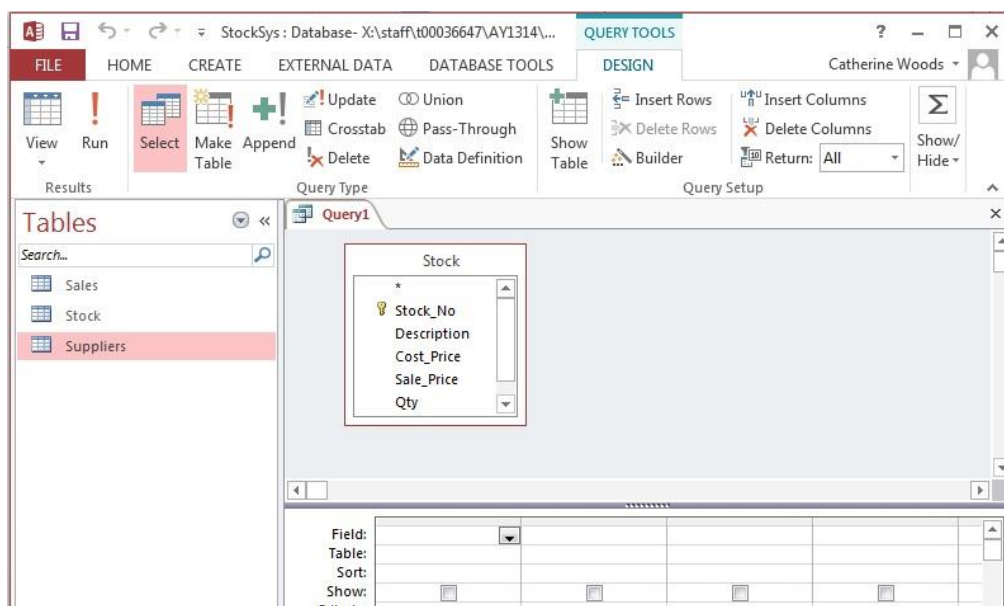 StockSys : Database- X:\staff\t00036647\AY1314\...
QUERY TOOLS
?
FILE
HOME
CREATE
EXTERNAL DATA
DATABASE TOOLS
DESIGN
Catherine Woods
View
Run
Select
Make Table
Append
Update
Crosstab
Delete
Union
Pass-Through
Data Definition
Show Table
Insert Rows
Delete Rows
Builder
Insert Columns
Delete Columns
Return: All
Σ
Show/ Hide
Results
Query Type
Query Setup
Tables
«
Search...
Sales
Stock
Suppliers
Query1
Stock
*
Stock_No
Description
Cost_Price
Sale_Price
Qty
Field:
Table:
Sort:
Show: